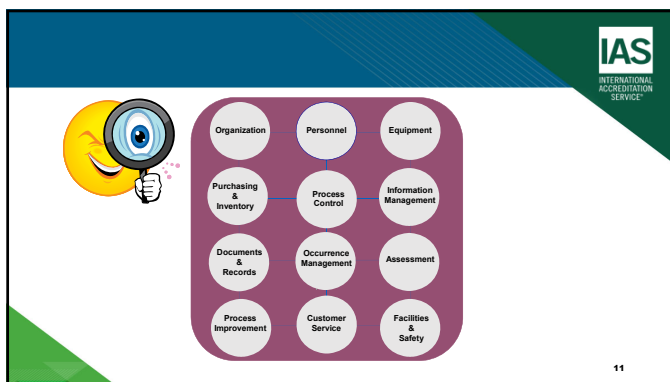 IAS
INTERNATIONAL
ACCREDITATION
SERVICE®
Organization
Personnel
Equipment
Purchasing
&
Inventory
Process
Control
Information
Management
Documents
&
Records
Occurrence
Management
Assessment
Process
Improvement
Customer
Service
Facilities
&
Safety
11